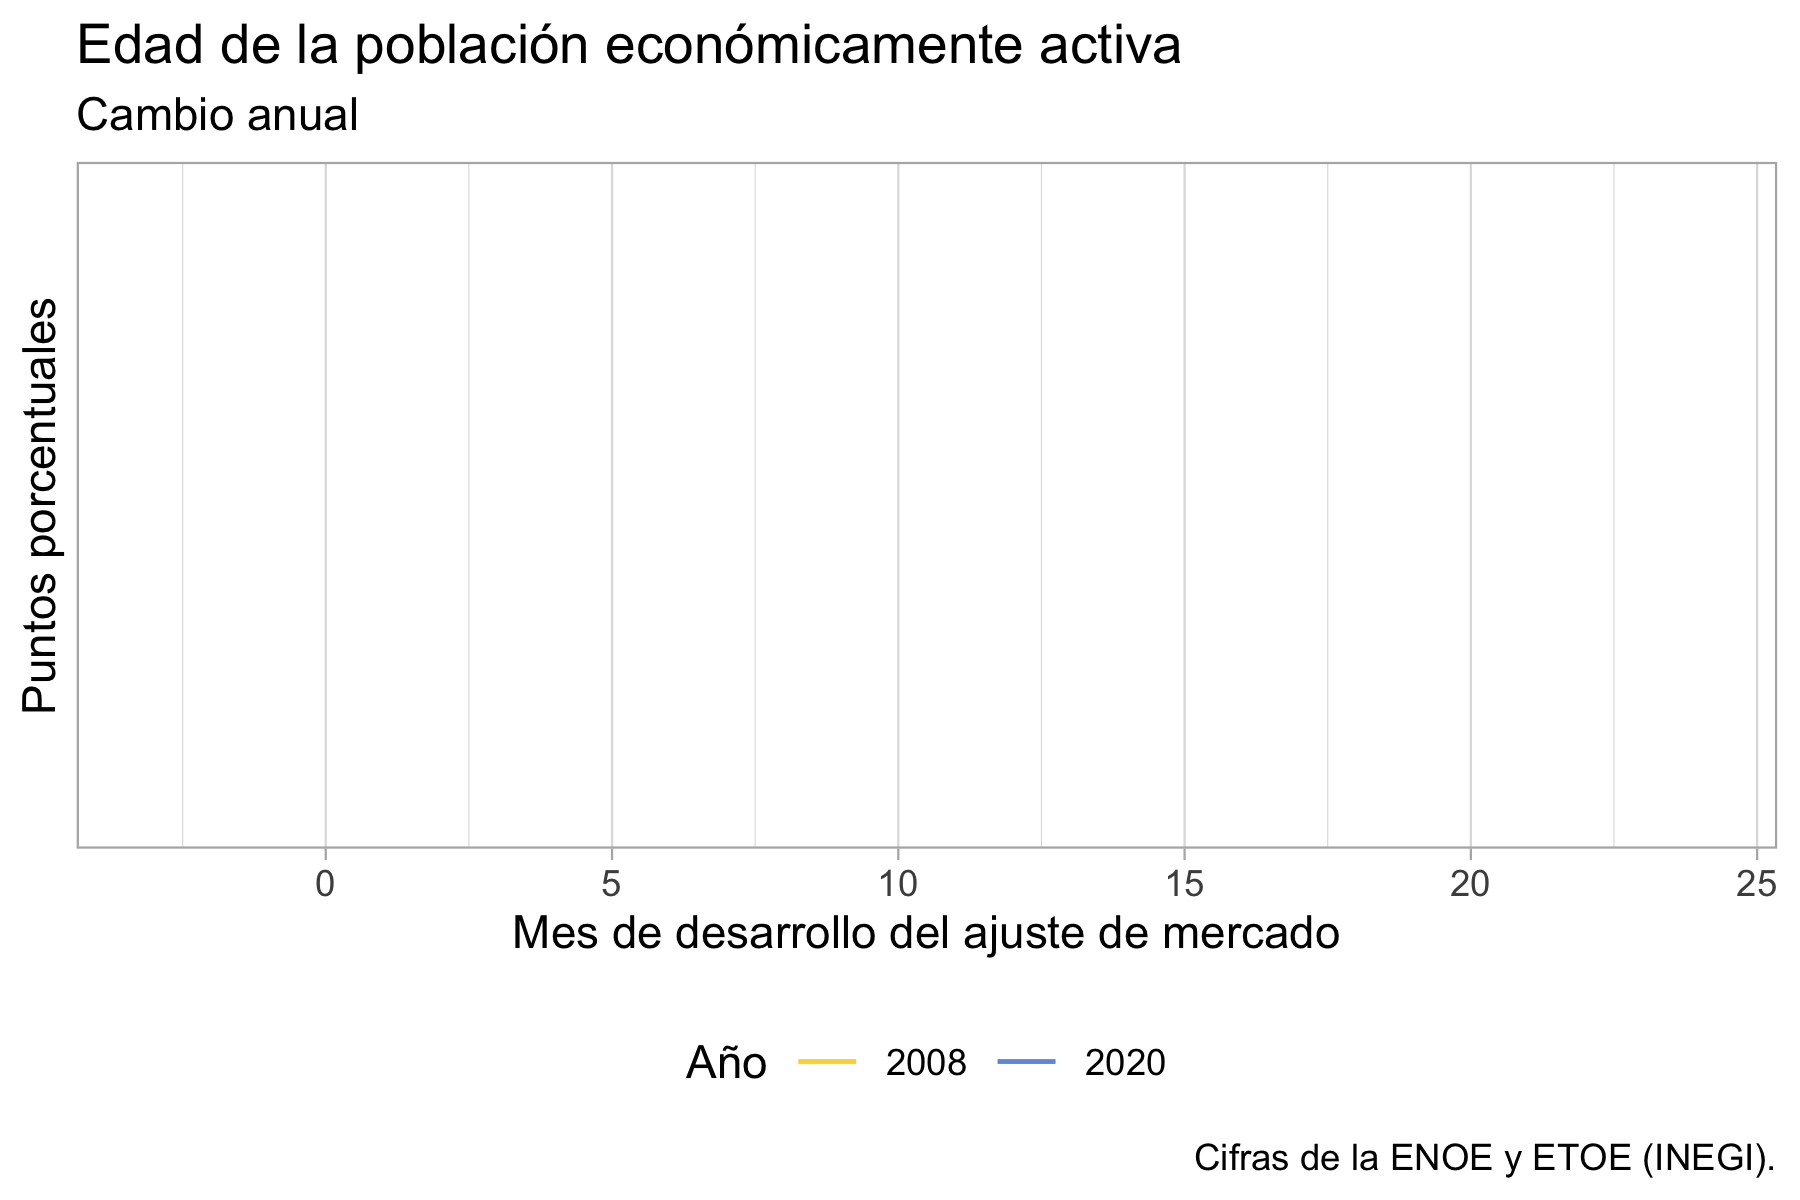 Edad de la población económicamente activa
Cambio anual
Puntos porcentuales
0 5 10 15 20 25
Mes de desarrollo del ajuste de mercado
Año 2008 2020
Cifras de la ENOE y ETOE (INEGI).